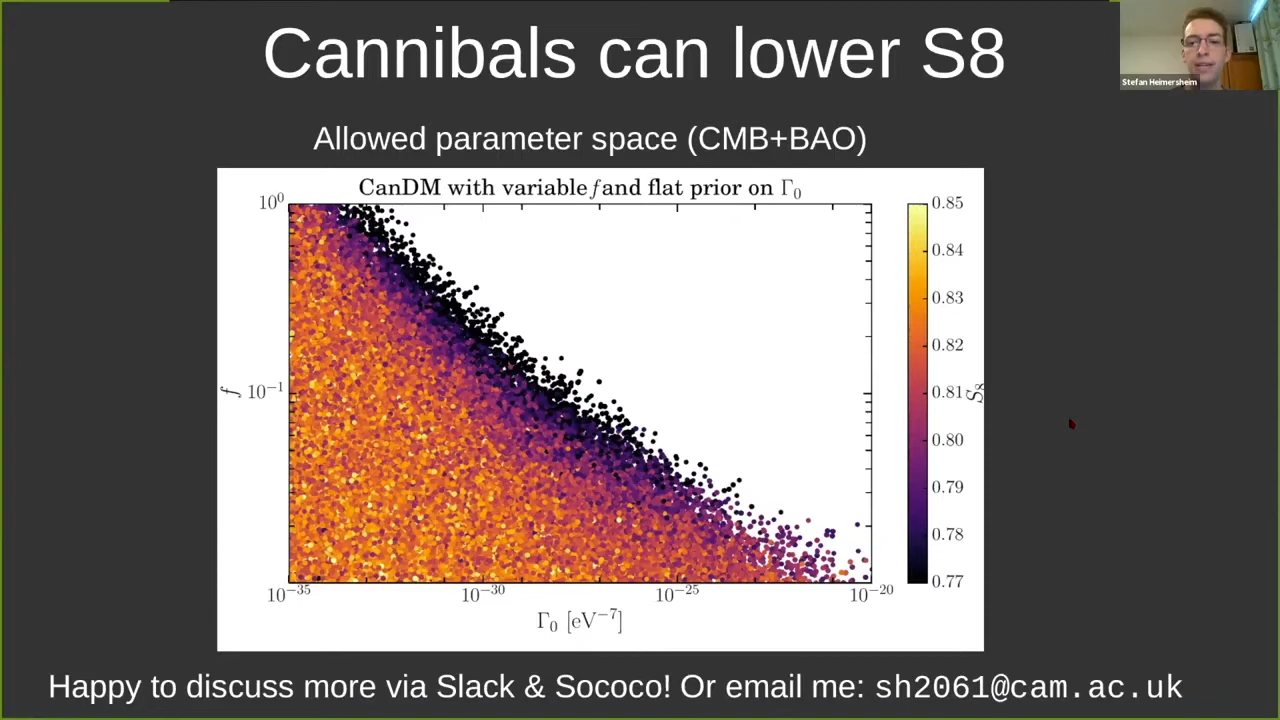 Cannibals can lower S8
Stefan Heimersheim
Allowed parameter space (CMB+BAO)
CanDM with variable f and flat prior on Γ₀
10⁰
10⁻¹
f
10⁻³⁵
10⁻³⁰
10⁻²⁵
10⁻²⁰
Γ₀ [eV⁻⁷]
0.85
0.84
0.83
0.82
0.81
0.80
0.79
0.78
0.77
S₈
Happy to discuss more via Slack & Sococo! Or email me: sh2061@cam.ac.uk